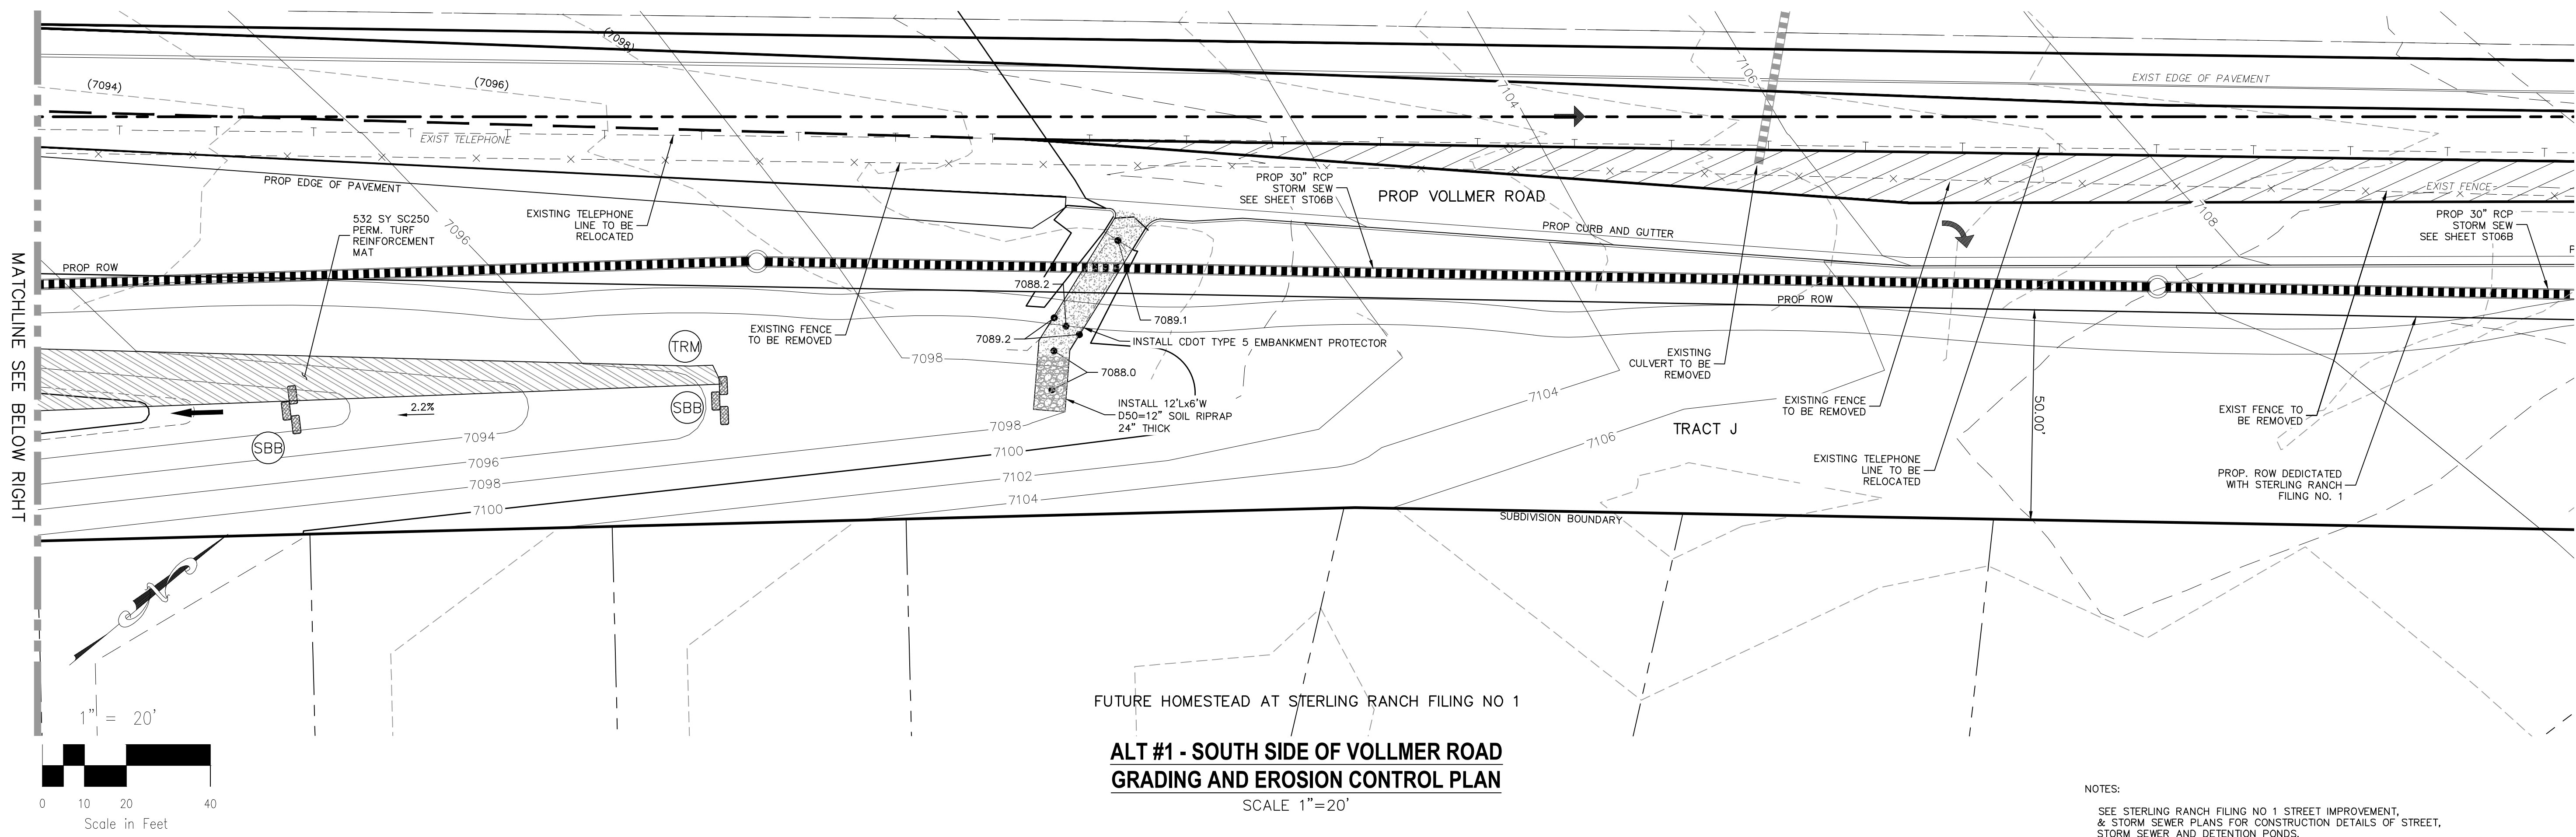 (7098)
7106
EXIST EDGE OF PAVEMENT
(7094)
(7096)
7104
EXIST TELEPHONE
PROP EDGE OF PAVEMENT
PROP 30" RCP
STORM SEW
SEE SHEET ST06B
PROP VOLLMER ROAD
EXIST FENCE
7108
532 SY SC250
PERM. TURF
REINFORCEMENT
MAT
7096
EXISTING TELEPHONE
LINE TO BE
RELOCATED
PROP CURB AND GUTTER
PROP 30" RCP
STORM SEW
SEE SHEET ST06B
MATCHLINE SEE BELOW RIGHT
PROP ROW
7088.2
PROP ROW
7089.1
EXISTING FENCE
TO BE REMOVED
7089.2
INSTALL CDOT TYPE 5 EMBANKMENT PROTECTOR
TRM
7098
7088.0
EXISTING
CULVERT TO BE
REMOVED
7104
INSTALL 12'Lx6'W
D50=12" SOIL RIPRAP
24" THICK
EXISTING FENCE
TO BE REMOVED
50.00'
EXIST FENCE TO
BE REMOVED
2.2%
SBB
SBB
7094
7098
7106
TRACT J
7096
7100
EXISTING TELEPHONE
LINE TO BE
RELOCATED
7098
7102
PROP. ROW DEDICTATED
WITH STERLING RANCH
FILING NO. 1
7100
7104
SUBDIVISION BOUNDARY
FUTURE HOMESTEAD AT STERLING RANCH FILING NO 1
1" = 20'
0 10 20 40
Scale in Feet
ALT #1 - SOUTH SIDE OF VOLLMER ROAD
GRADING AND EROSION CONTROL PLAN
SCALE 1"=20'
NOTES:
SEE STERLING RANCH FILING NO 1 STREET IMPROVEMENT,
& STORM SEWER PLANS FOR CONSTRUCTION DETAILS OF STREET,
STORM SEWER AND DETENTION PONDS.